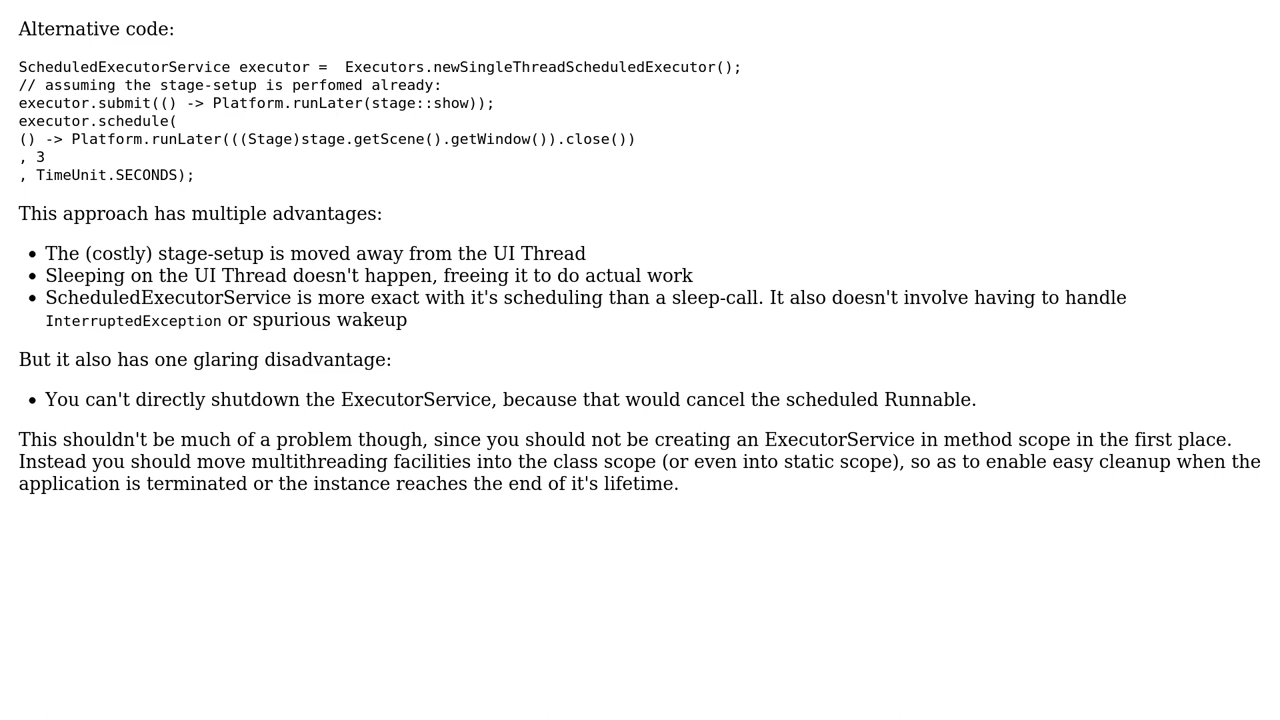 Alternative code:
ScheduledExecutorService executor =  Executors.newSingleThreadScheduledExecutor();
// assuming the stage-setup is perfomed already:
executor.submit(() -> Platform.runLater(stage::show));
executor.schedule(
() -> Platform.runLater(((Stage)stage.getScene().getWindow()).close())
, 3
, TimeUnit.SECONDS);
This approach has multiple advantages:
• The (costly) stage-setup is moved away from the UI Thread
• Sleeping on the UI Thread doesn't happen, freeing it to do actual work
• ScheduledExecutorService is more exact with it's scheduling than a sleep-call. It also doesn't involve having to handle
InterruptedException or spurious wakeup
But it also has one glaring disadvantage:
• You can't directly shutdown the ExecutorService, because that would cancel the scheduled Runnable.
This shouldn't be much of a problem though, since you should not be creating an ExecutorService in method scope in the first place.
Instead you should move multithreading facilities into the class scope (or even into static scope), so as to enable easy cleanup when the
application is terminated or the instance reaches the end of it's lifetime.